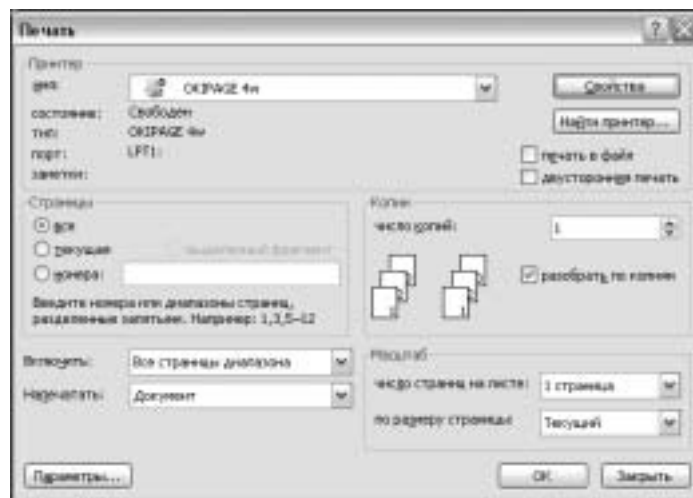 Печать
Принтер
имя: OKIPAGE 4w
Свойства
состояние: Свободен
тип: OKIPAGE 4w
Найти принтер...
порт: LPT1:
заметки:
печать в файл
двусторонняя печать
Страницы
все
текущая выделенный фрагмент
номера:
Введите номера или диапазоны страниц,
разделенные запятыми. Например: 1,3,5–12
Копии
число копий: 1
разобрать по копиям
Включить: Все страницы диапазона
Напечатать: Документ
Масштаб
число страниц на листе: 1 страница
по размеру страницы: Текущий
Параметры...
OK
Закрыть